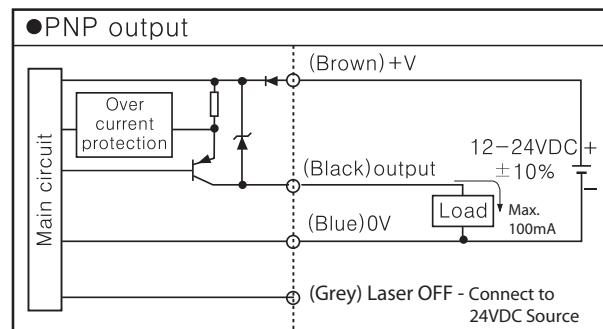 ●PNP output
(Brown)+V
Over
current
protection
Main circuit
12-24VDC +
±10%
−
(Black)output
Load
Max.
100mA
(Blue)0V
(Grey) Laser OFF - Connect to
24VDC Source